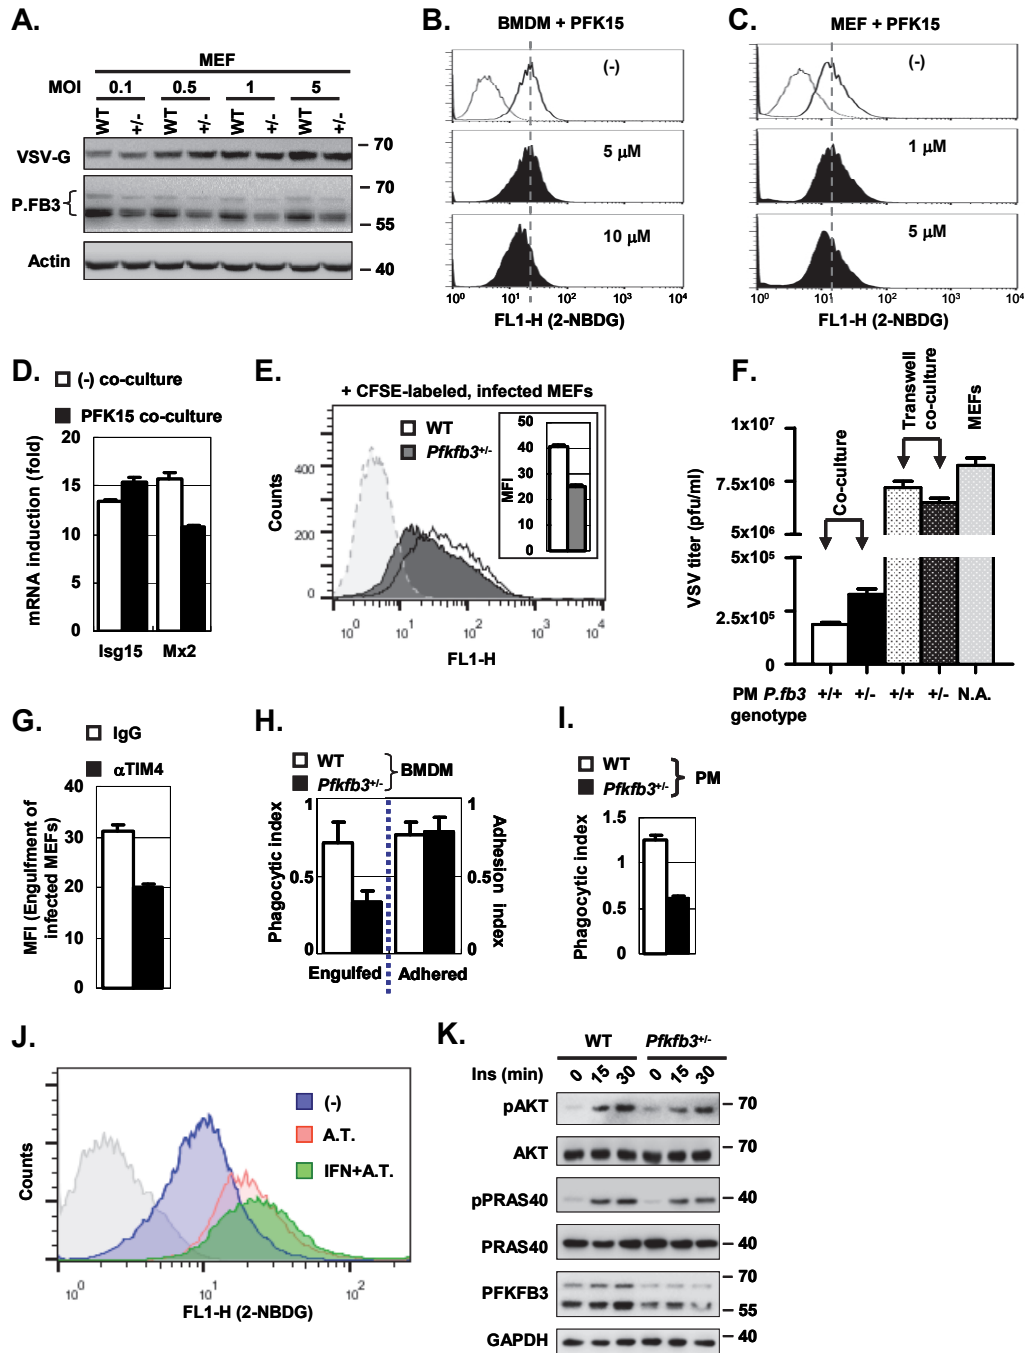 A.
MEF
MOI 0.1 0.5 1 5
WT +/- WT +/- WT +/- WT +/-
VSV-G
– 70
P.FB3
– 70
– 55
Actin
– 40
B.
BMDM + PFK15
(-)
5 µM
10 µM
10⁰ 10¹ 10² 10³ 10⁴
FL1-H (2-NBDG)
C.
MEF + PFK15
(-)
1 µM
5 µM
10⁰ 10¹ 10² 10³ 10⁴
FL1-H (2-NBDG)
D.
(-) co-culture
PFK15 co-culture
mRNA induction (fold)
20
15
10
5
0
Isg15 Mx2
E.
+ CFSE-labeled, infected MEFs
WT
Pfkfb3+/-
Counts
400
200
0
10⁰ 10¹ 10² 10³ 10⁴
FL1-H
MFI
50
40
30
20
10
0
F.
Co-culture
Transwell
co-culture
MEFs
VSV titer (pfu/ml)
1x10⁷
7.5x10⁶
5x10⁶
5x10⁵
2.5x10⁵
0
PM P.fb3 +/+ +/- +/+ +/- N.A.
genotype
G.
IgG
αTIM4
MFI (Engulfment of
infected MEFs)
40
30
20
10
0
H.
WT
Pfkfb3+/-
BMDM
Phagocytic index
1
0.5
0
Adhesion index
1
0.5
0
Engulfed Adhered
I.
WT
Pfkfb3+/-
PM
Phagocytic index
1.5
1
0.5
0
J.
(-)
A.T.
IFN+A.T.
Counts
10⁰ 10¹ 10²
FL1-H (2-NBDG)
K.
WT Pfkfb3+/-
Ins (min) 0 15 30 0 15 30
pAKT – 70
AKT – 70
pPRAS40 – 40
PRAS40 – 40
PFKFB3 – 70
– 55
GAPDH – 40